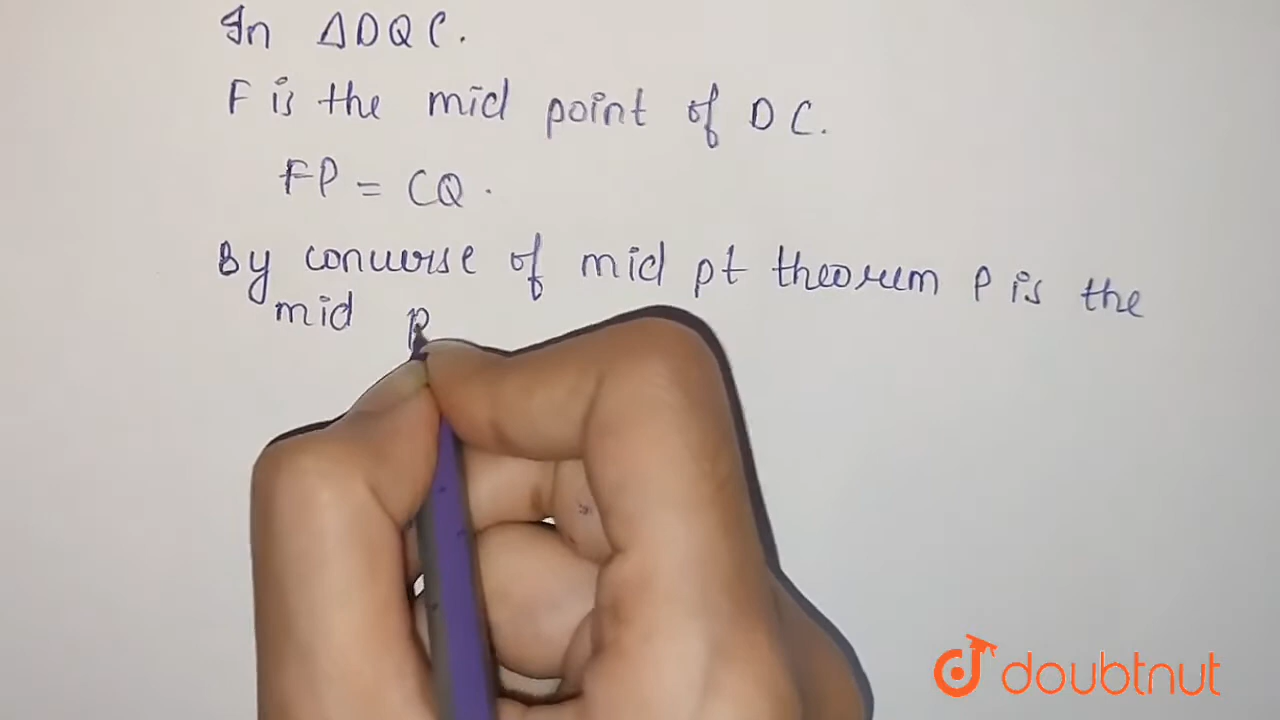 In ΔDQC.
F is the mid point of DC.
FP = CQ.
By converse of mid pt theorum P is the
mid p
doubtnut